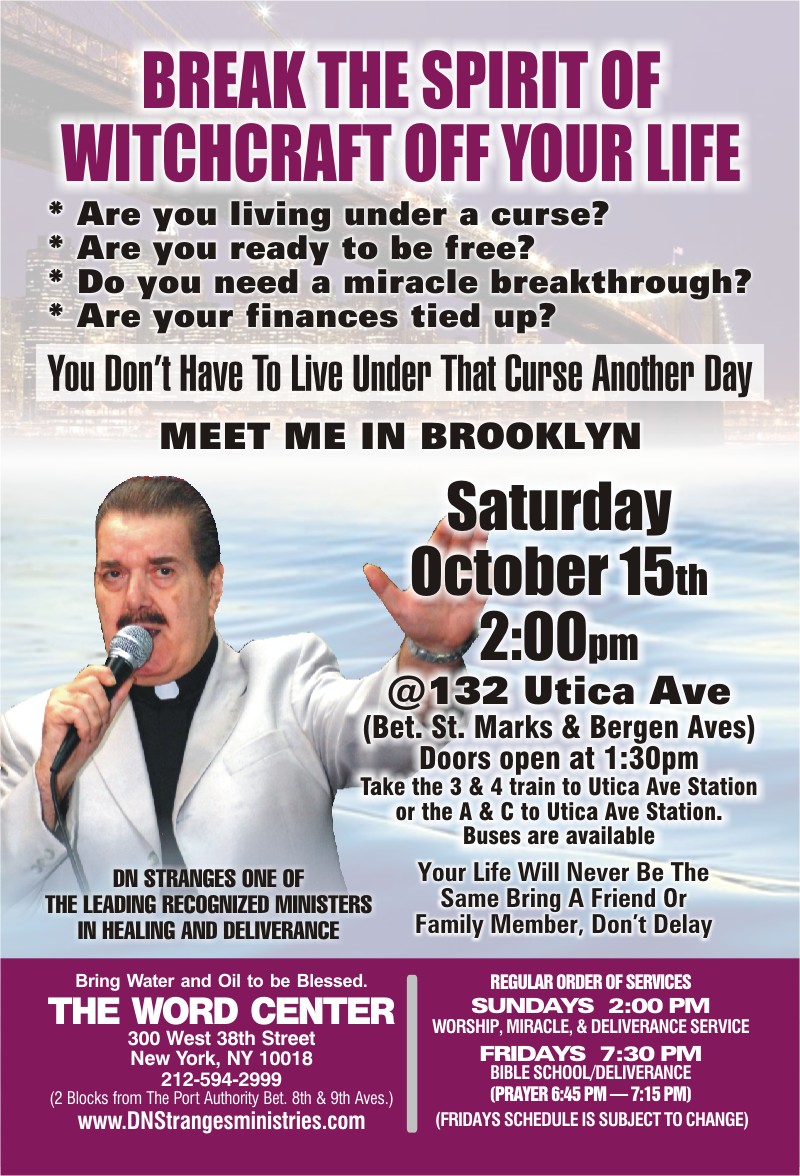 BREAK THE SPIRIT OF
WITCHCRAFT OFF YOUR LIFE
* Are you living under a curse?
* Are you ready to be free?
* Do you need a miracle breakthrough?
* Are your finances tied up?
You Don't Have To Live Under That Curse Another Day
MEET ME IN BROOKLYN
Saturday
October 15th
2:00pm
@132 Utica Ave
(Bet. St. Marks & Bergen Aves)
Doors open at 1:30pm
Take the 3 & 4 train to Utica Ave Station
or the A & C to Utica Ave Station.
Buses are available
Your Life Will Never Be The
Same Bring A Friend Or
Family Member, Don't Delay
DN STRANGES ONE OF
THE LEADING RECOGNIZED MINISTERS
IN HEALING AND DELIVERANCE
Bring Water and Oil to be Blessed.
THE WORD CENTER
300 West 38th Street
New York, NY 10018
212-594-2999
(2 Blocks from The Port Authority Bet. 8th & 9th Aves.)
www.DNStrangesministries.com
REGULAR ORDER OF SERVICES
SUNDAYS 2:00 PM
WORSHIP, MIRACLE, & DELIVERANCE SERVICE
FRIDAYS 7:30 PM
BIBLE SCHOOL/DELIVERANCE
(PRAYER 6:45 PM — 7:15 PM)
(FRIDAYS SCHEDULE IS SUBJECT TO CHANGE)